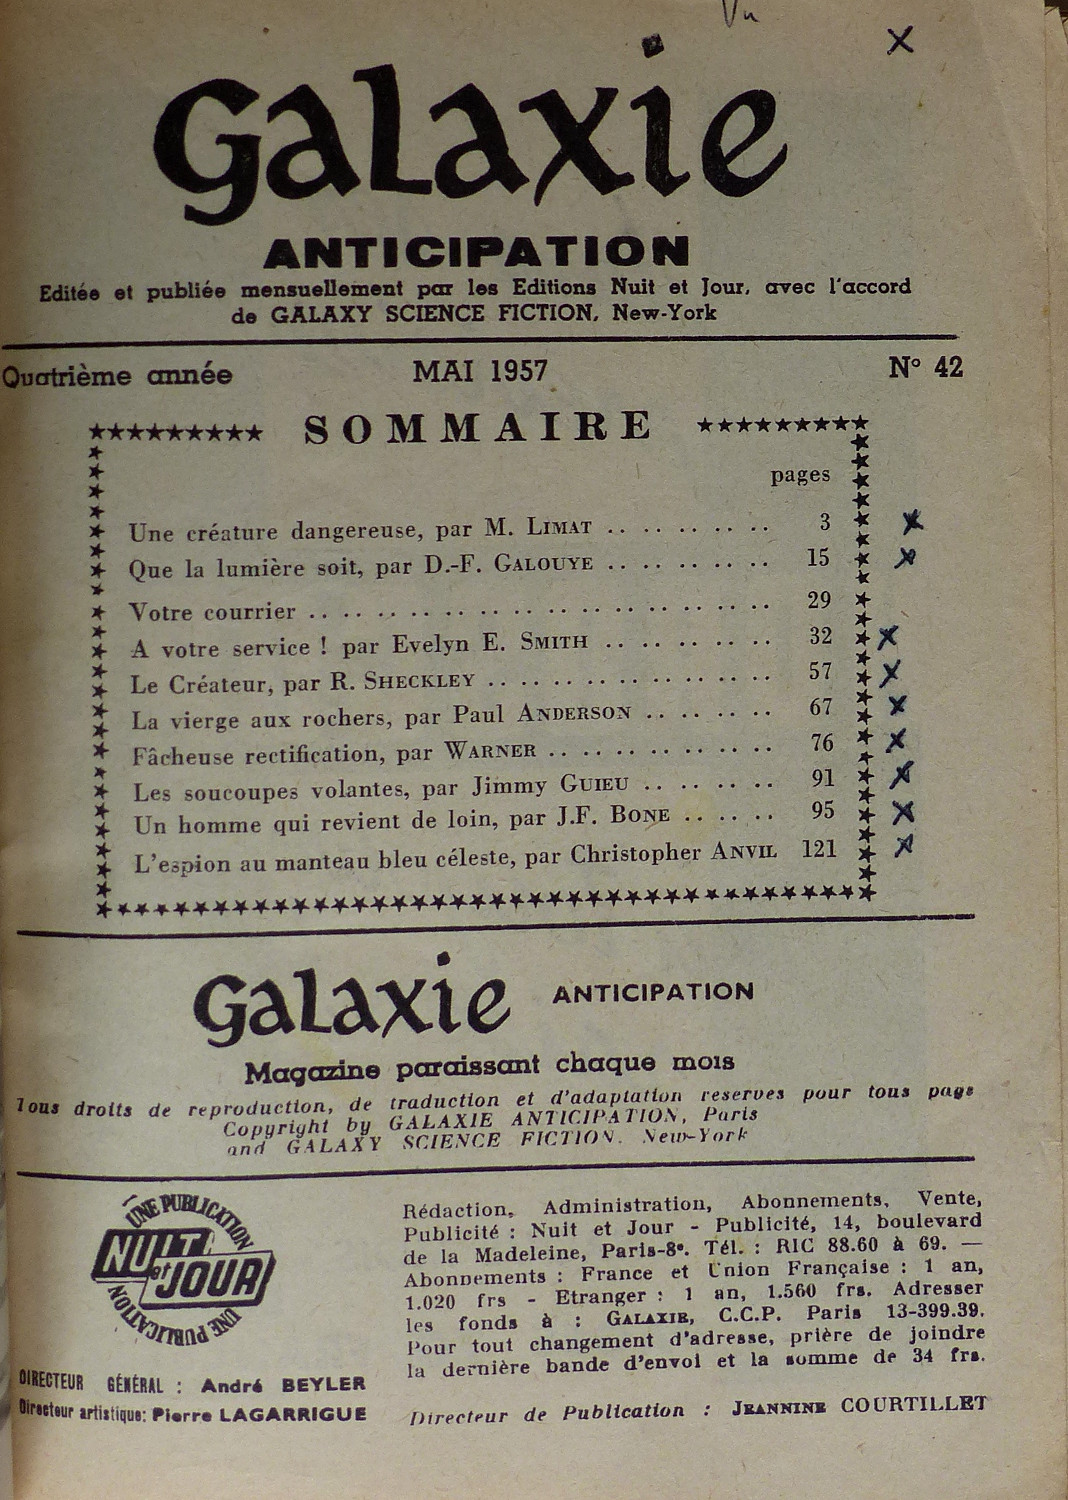 Vu
X
Galaxie
ANTICIPATION
Editée et publiée mensuellement par les Editions Nuit et Jour, avec l'accord
de GALAXY SCIENCE FICTION, New-York
Quatrième année MAI 1957 N° 42
★★★★★★★★★ SOMMAIRE ★★★★★★★★★
pages
Une créature dangereuse, par M. LIMAT .......... 3 X
Que la lumière soit, par D.-F. GALOUYE .......... 15 X
Votre courrier ..................... 29
A votre service ! par Evelyn E. SMITH .......... 32 X
Le Créateur, par R. SHECKLEY ............... 57 X
La vierge aux rochers, par Paul ANDERSON ....... 67 X
Fâcheuse rectification, par WARNER ............ 76 X
Les soucoupes volantes, par Jimmy GUIEU ....... 91 X
Un homme qui revient de loin, par J.F. BONE ...... 95 X
L'espion au manteau bleu céleste, par Christopher ANVIL 121 X
Galaxie ANTICIPATION
Magazine paraissant chaque mois
Tous droits de reproduction, de traduction et d'adaptation reserves pour tous pays
Copyright by GALAXIE ANTICIPATION, Paris
and GALAXY SCIENCE FICTION. New-York
UNE PUBLICATION
NUIT et JOUR
UNE PUBLICATION
DIRECTEUR GÉNÉRAL : André BEYLER
Directeur artistique: Pierre LAGARRIGUE
Rédaction, Administration, Abonnements, Vente,
Publicité : Nuit et Jour - Publicité, 14, boulevard
de la Madeleine, Paris-8e. Tél. : RIC 88.60 à 69. —
Abonnements : France et Union Française : 1 an,
1.020 frs - Etranger : 1 an, 1.560 frs. Adresser
les fonds à : GALAXIE, C.C.P. Paris 13-399.39.
Pour tout changement d'adresse, prière de joindre
la dernière bande d'envoi et la somme de 34 frs.
Directeur de Publication : JEANNINE COURTILLET